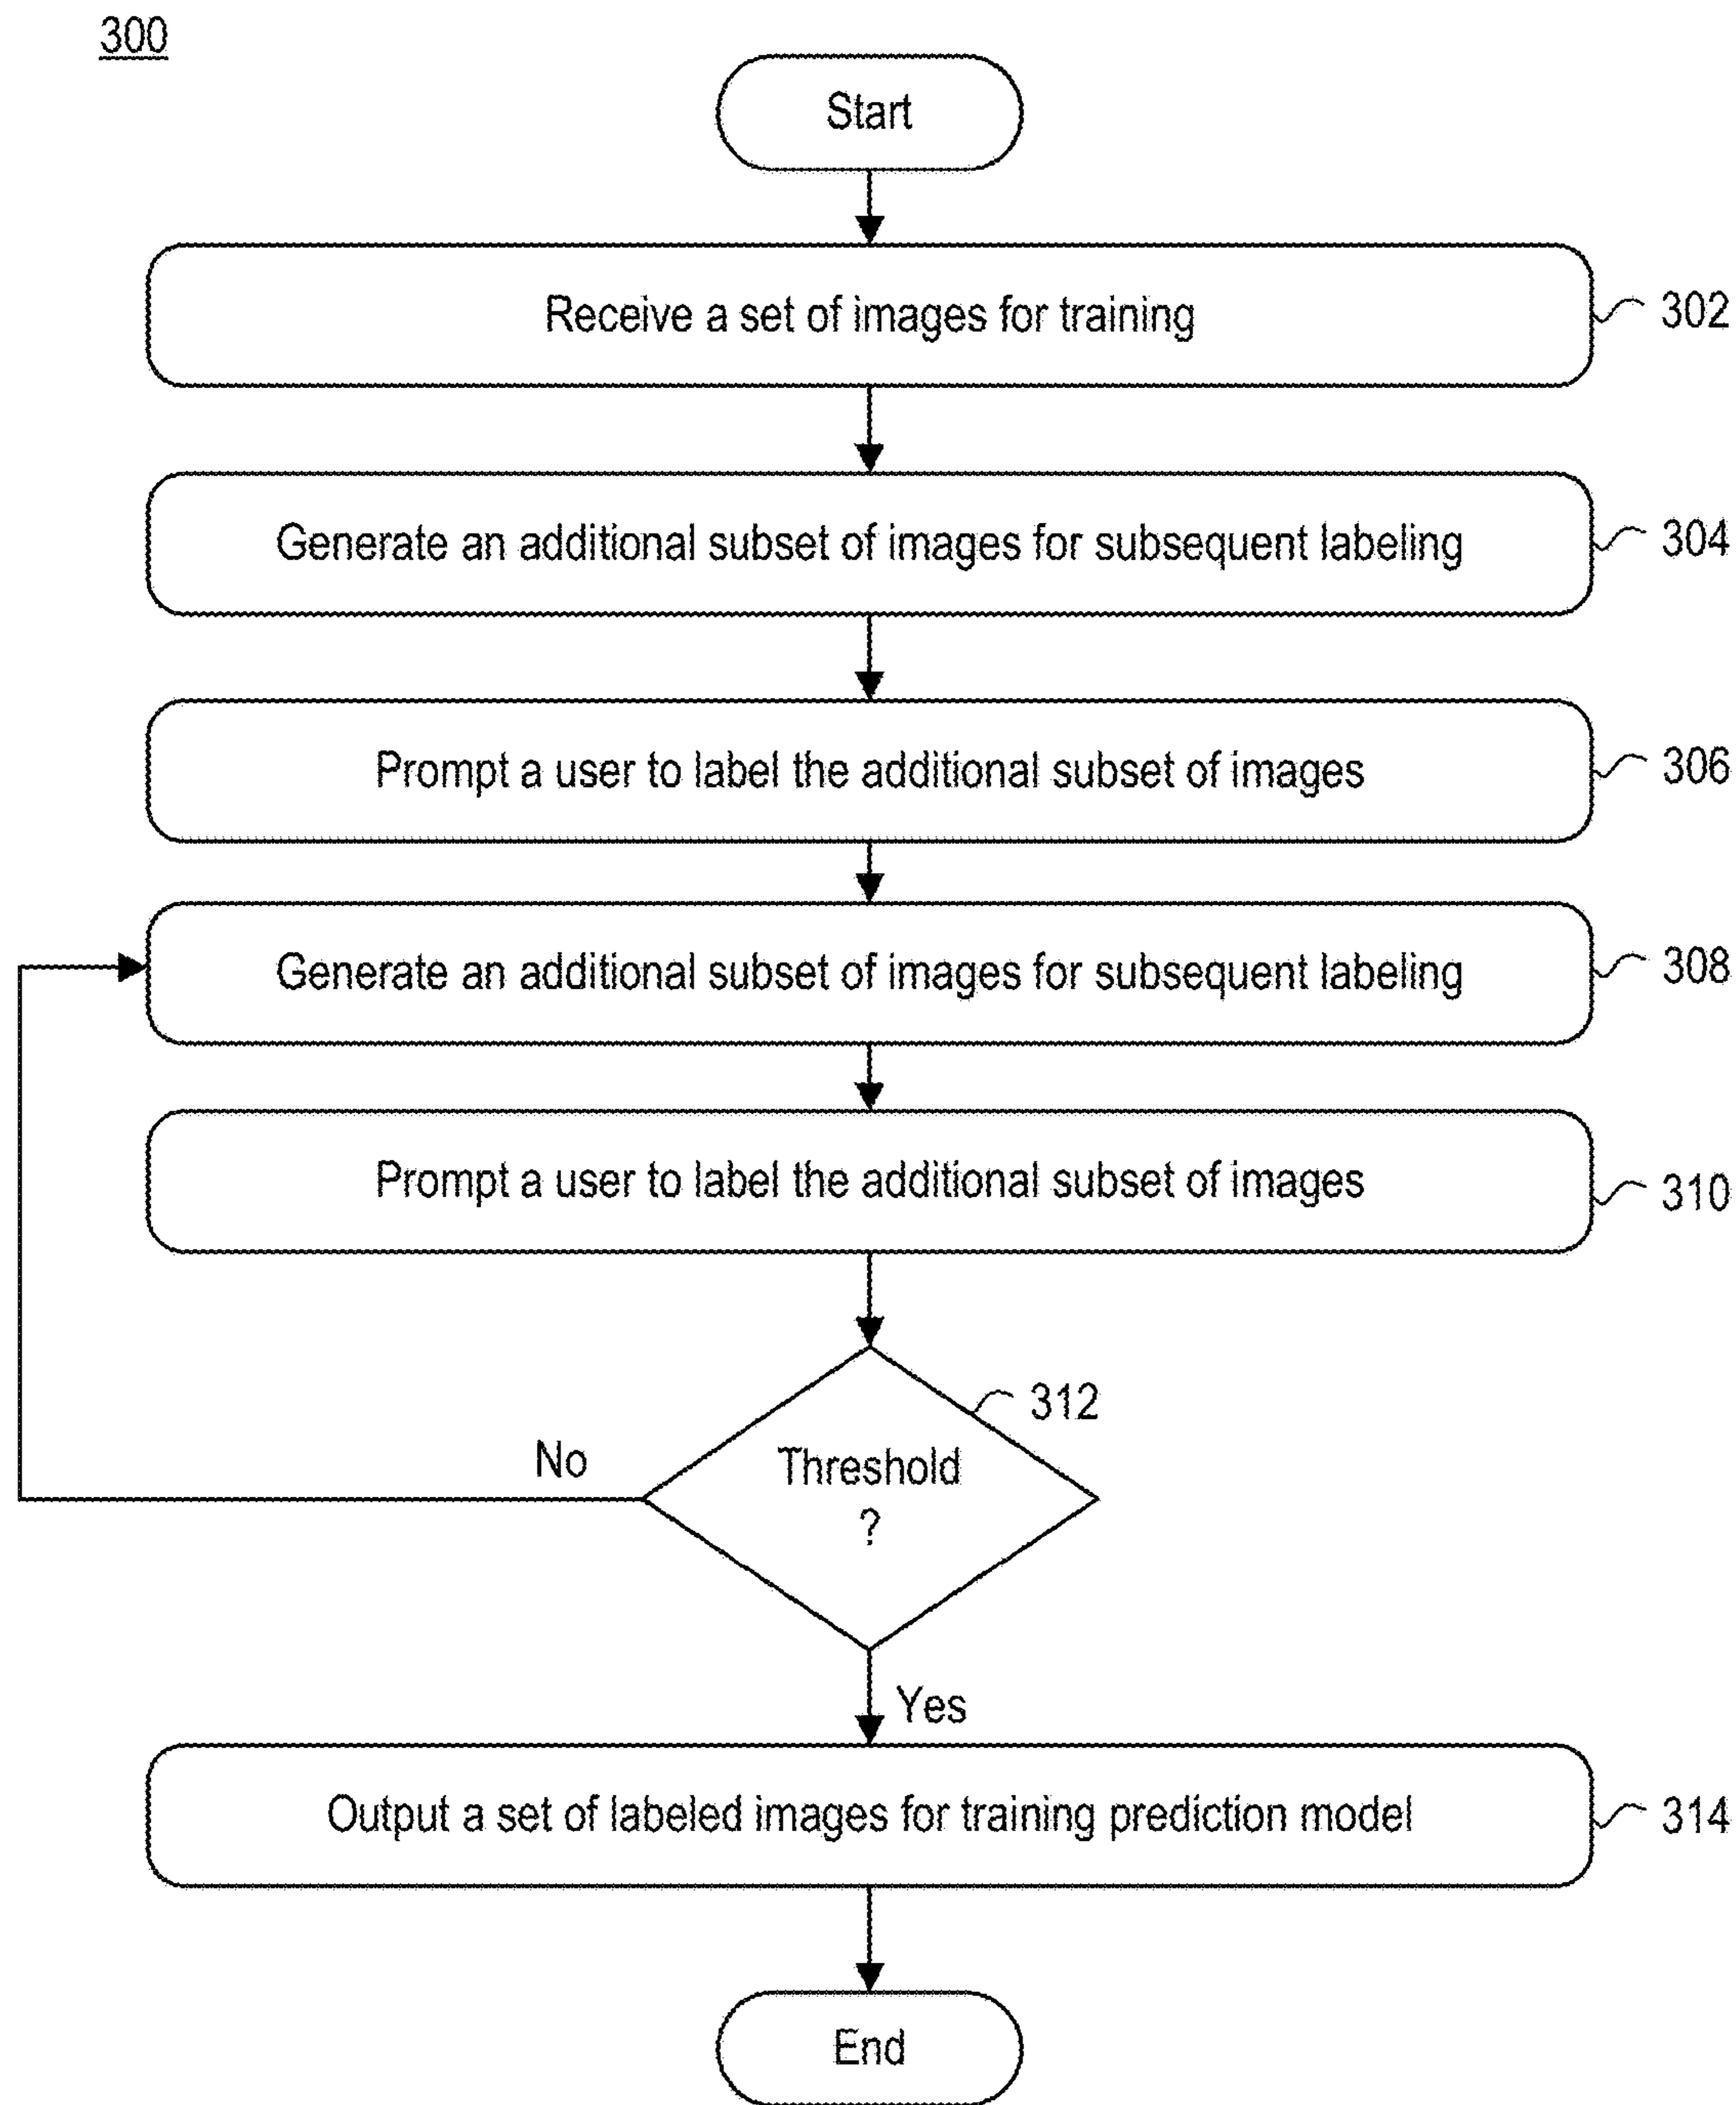 300
Start
Receive a set of images for training
302
Generate an additional subset of images for subsequent labeling
304
Prompt a user to label the additional subset of images
306
Generate an additional subset of images for subsequent labeling
308
Prompt a user to label the additional subset of images
310
312
Threshold
?
No
Yes
Output a set of labeled images for training prediction model
314
End